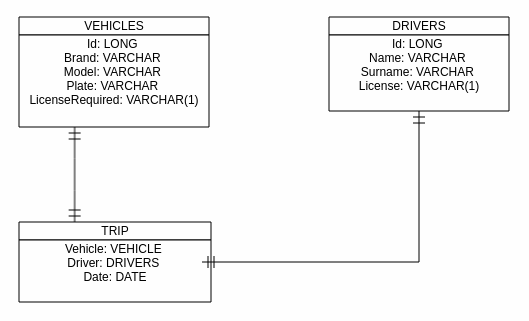 VEHICLES
Id: LONG
Brand: VARCHAR
Model: VARCHAR
Plate: VARCHAR
LicenseRequired: VARCHAR(1)
DRIVERS
Id: LONG
Name: VARCHAR
Surname: VARCHAR
License: VARCHAR(1)
TRIP
Vehicle: VEHICLE
Driver: DRIVERS
Date: DATE